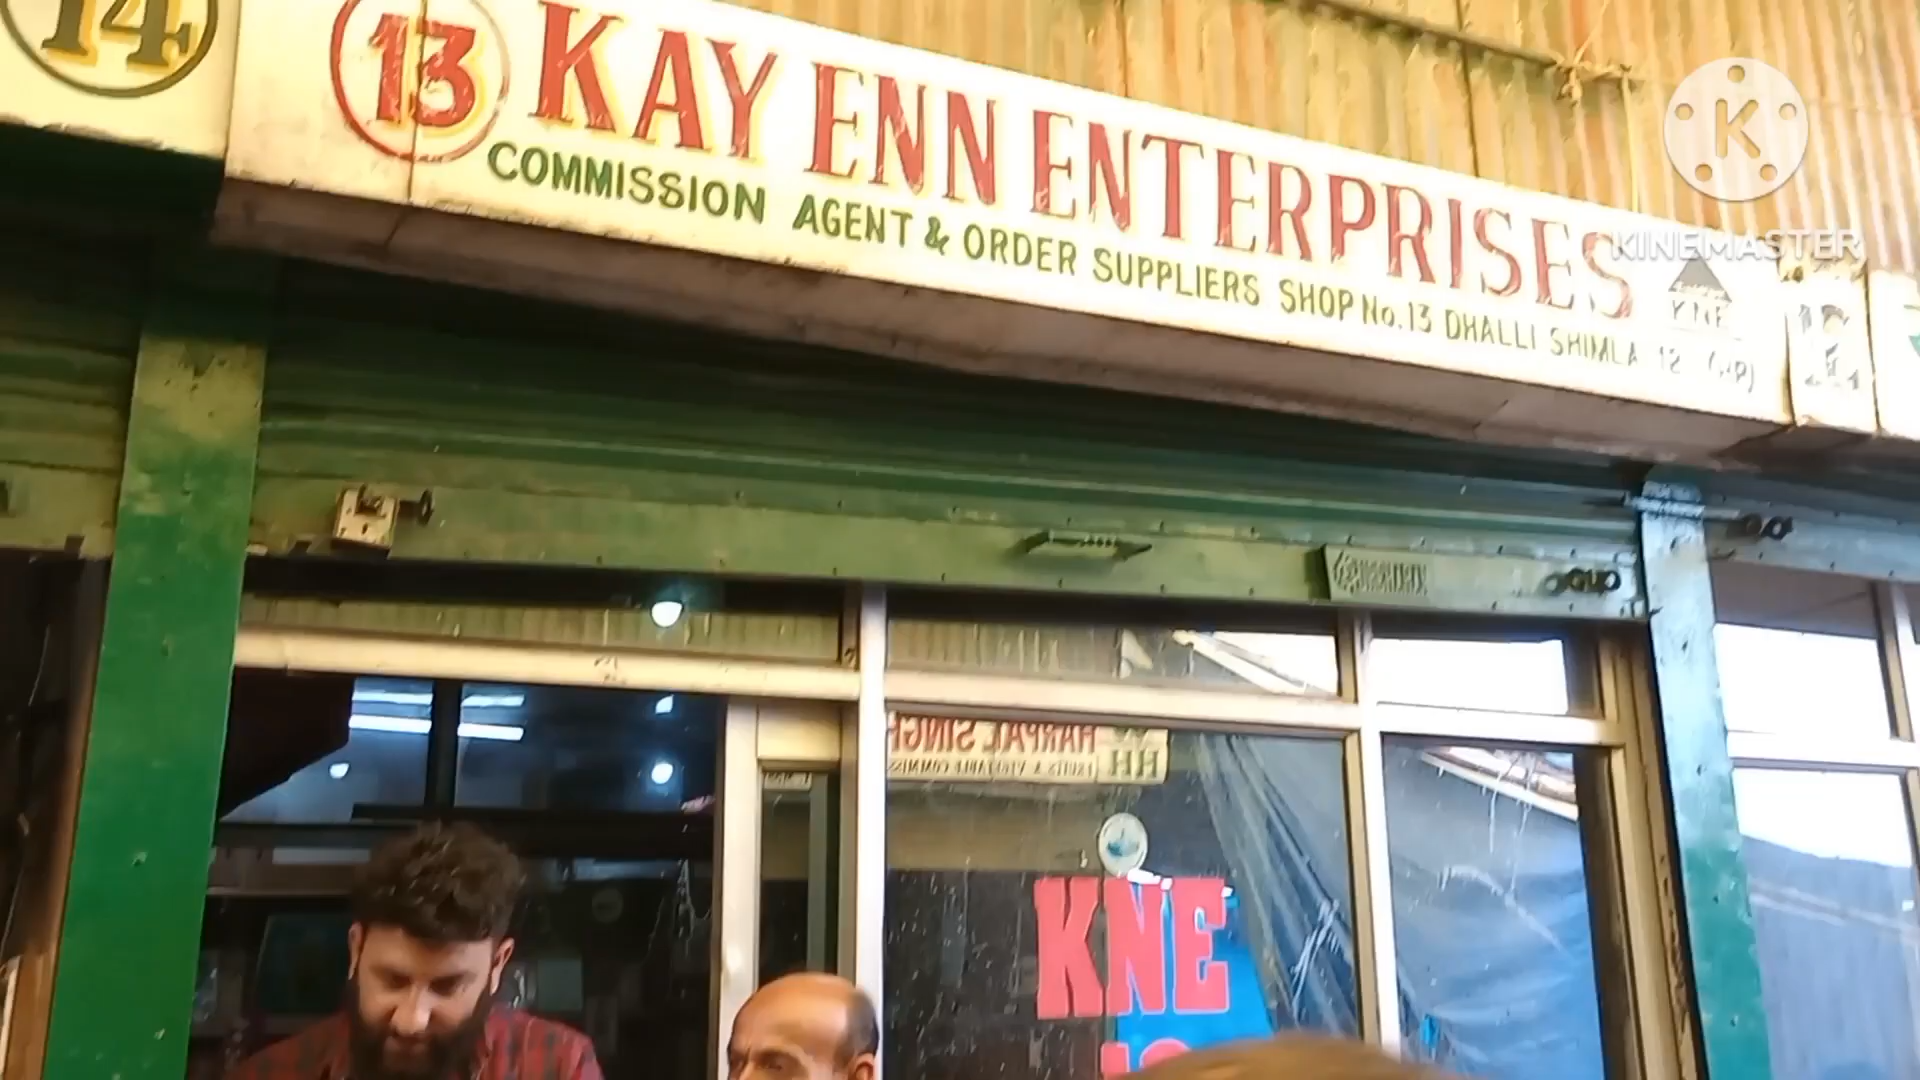 14
13 KAY ENN ENTERPRISES
COMMISSION AGENT & ORDER SUPPLIERS SHOP No. 13 DHALLI SHIMLA 12 (HP)
KNE
K
KINEMASTER
HARPAL SINGH
HH
KNE